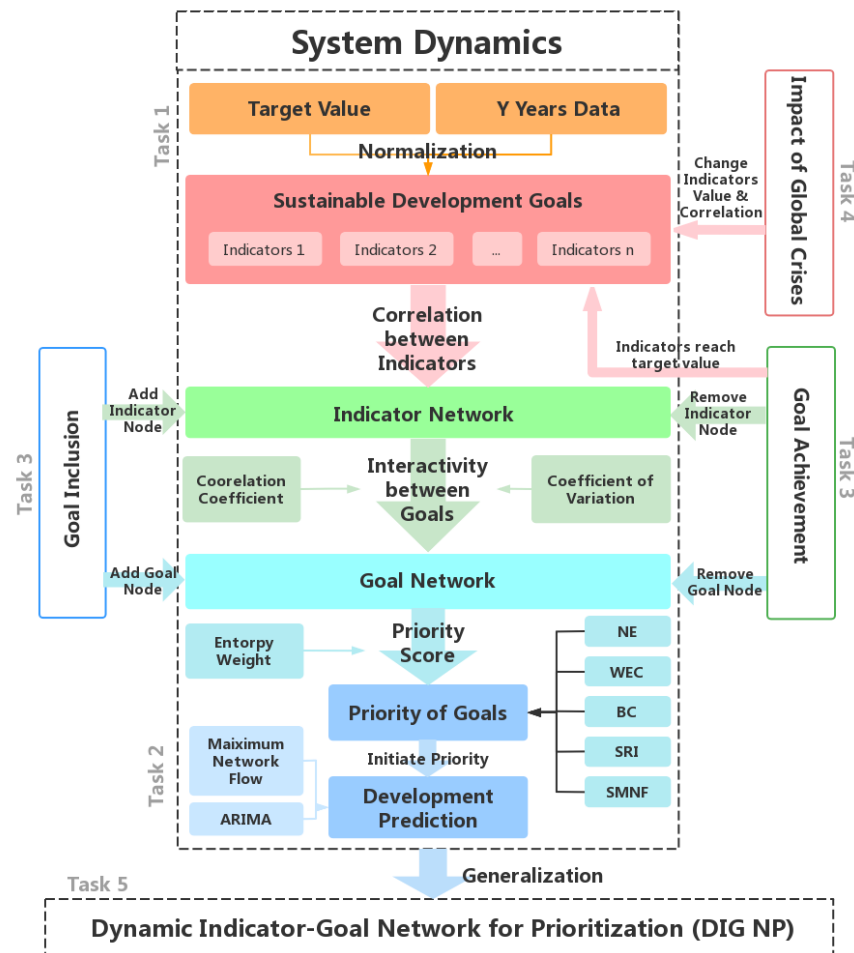 System Dynamics
Task 1
Target Value
Y Years Data
Normalization
Sustainable Development Goals
Indicators 1
Indicators 2
...
Indicators n
Change
Indicators
Value &
Correlation
Impact of Global Crises
Task 4
Correlation
between
Indicators
Indicators reach
target value
Task 3
Goal Inclusion
Add
Indicator
Node
Indicator Network
Remove
Indicator
Node
Goal Achievement
Task 3
Coorelation
Coefficient
Interactivity
between
Goals
Coefficient of
Variation
Add Goal
Node
Goal Network
Remove
Goal Node
Entorpy
Weight
Priority
Score
NE
WEC
BC
SRI
SMNF
Priority of Goals
Task 2
Maiximum
Network
Flow
ARIMA
Initiate Priority
Development
Prediction
Generalization
Task 5
Dynamic Indicator-Goal Network for Prioritization (DIG NP)